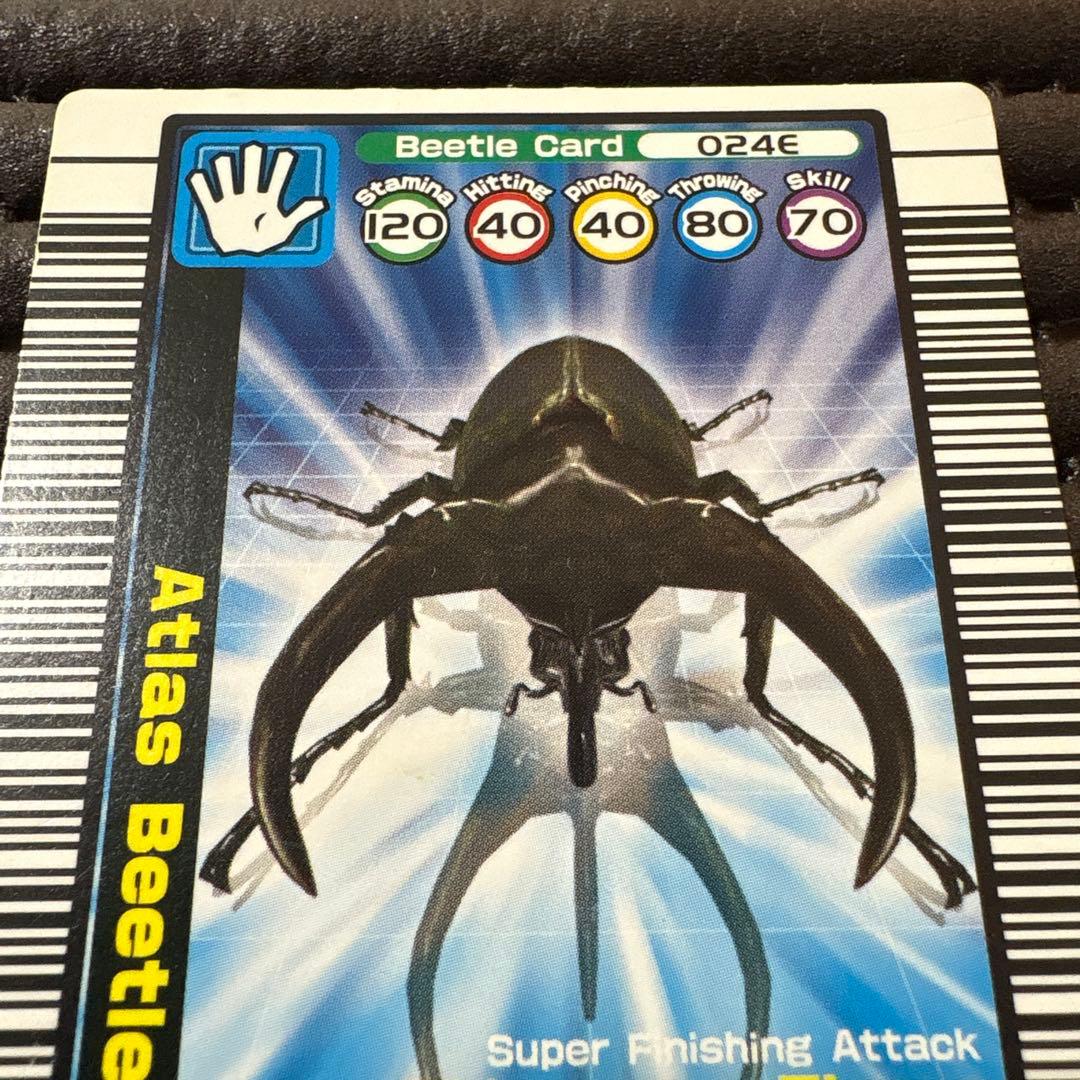 Beetle Card 024E
Stamina Hitting Pinching Throwing Skill
120 40 40 80 70
Atlas Beetle
Super Finishing Attack